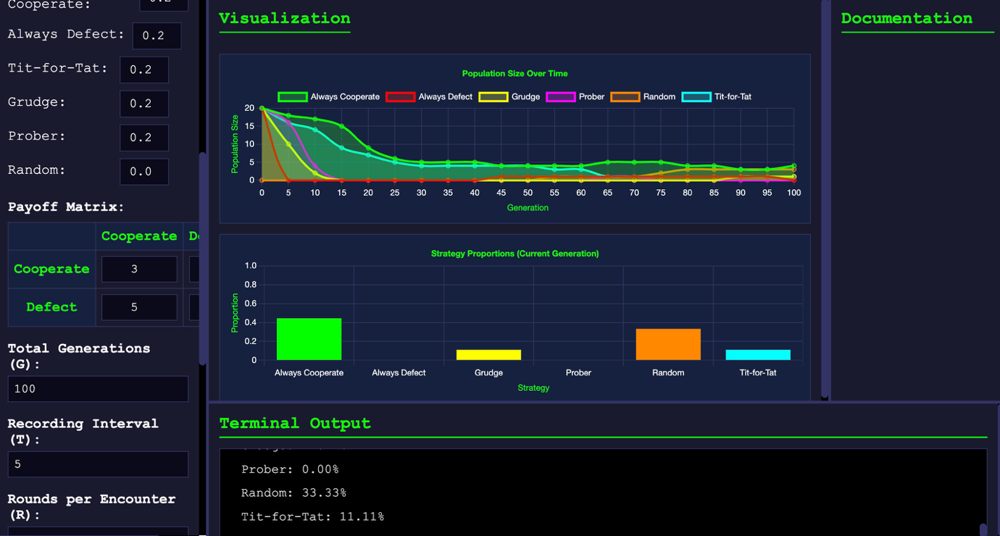 Cooperate:
Always Defect: 0.2
Tit-for-Tat: 0.2
Grudge: 0.2
Prober: 0.2
Random: 0.0
Payoff Matrix:
Cooperate
Cooperate 3
Defect 5
Total Generations
(G):
100
Recording Interval
(T):
5
Rounds per Encounter
(R):
Visualization
Population Size Over Time
Always Cooperate Always Defect Grudge Prober Random Tit-for-Tat
Population Size
20
15
10
5
0
0 5 10 15 20 25 30 35 40 45 50 55 60 65 70 75 80 85 90 95 100
Generation
Strategy Proportions (Current Generation)
Proportion
1.0
0.8
0.6
0.4
0.2
0
Always Cooperate Always Defect Grudge Prober Random Tit-for-Tat
Strategy
Terminal Output
Prober: 0.00%
Random: 33.33%
Tit-for-Tat: 11.11%
Documentation